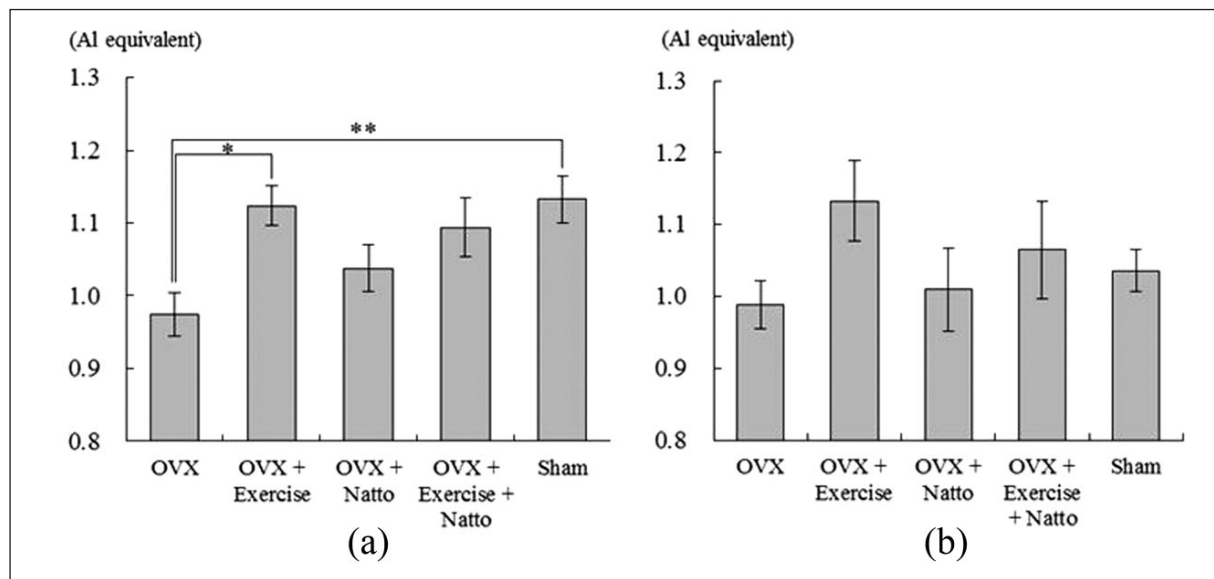 (Al equivalent)
1.3
1.2
1.1
1.0
0.9
0.8
**
*
OVX
OVX +
Exercise
OVX +
Natto
OVX +
Exercise +
Natto
Sham
(a)
(Al equivalent)
1.3
1.2
1.1
1.0
0.9
0.8
OVX
OVX +
Exercise
OVX +
Natto
OVX +
Exercise
+ Natto
Sham
(b)